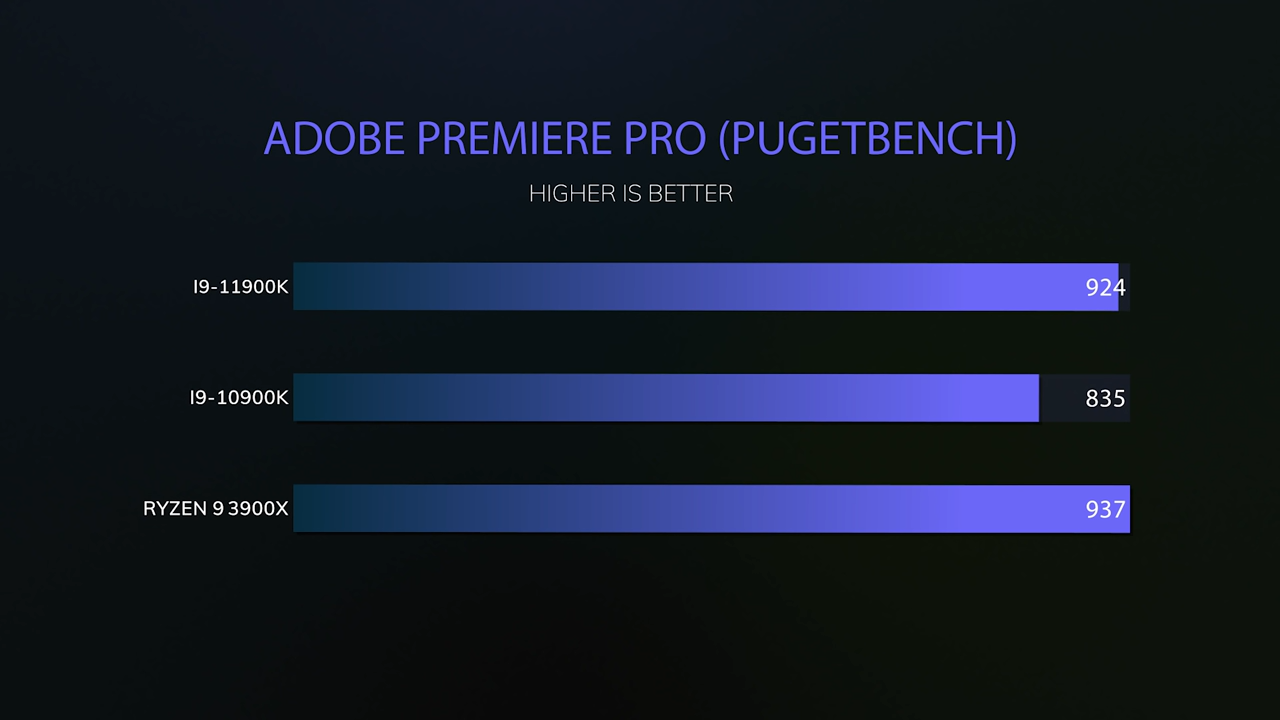 ADOBE PREMIERE PRO (PUGETBENCH)
HIGHER IS BETTER
I9-11900K 924
I9-10900K 835
RYZEN 9 3900X 937